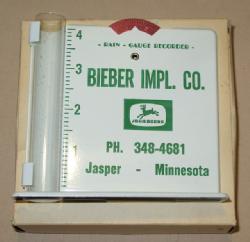 - RAIN - GAUGE RECORDER -
4
BIEBER IMPL. CO.
3
JOHN DEERE
2
PH. 348-4681
1
Jasper - Minnesota